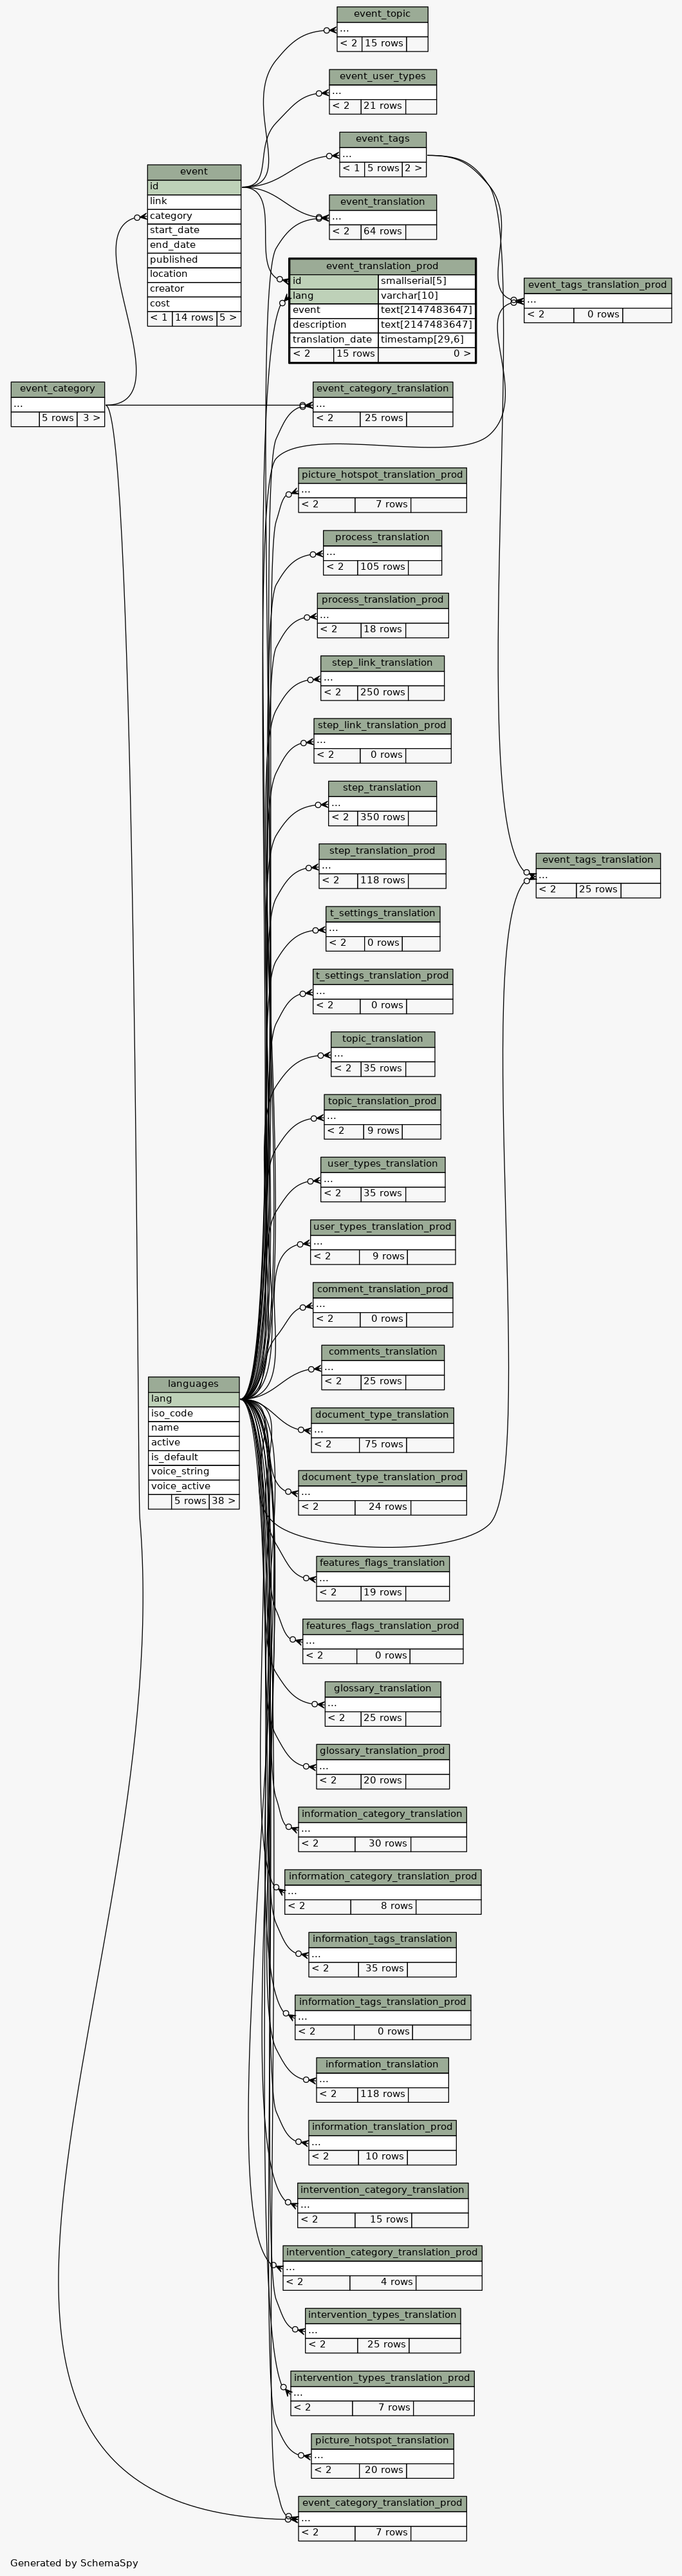 event_topic
...
< 2 15 rows
event_user_types
...
< 2 21 rows
event_tags
...
< 1 5 rows 2 >
event
id
link
category
start_date
end_date
published
location
creator
cost
< 1 14 rows 5 >
event_translation
...
< 2 64 rows
event_translation_prod
id smallserial[5]
lang varchar[10]
event text[2147483647]
description text[2147483647]
translation_date timestamp[29,6]
< 2 15 rows 0 >
event_tags_translation_prod
...
< 2 0 rows
event_category
...
5 rows 3 >
event_category_translation
...
< 2 25 rows
picture_hotspot_translation_prod
...
< 2 7 rows
process_translation
...
< 2 105 rows
process_translation_prod
...
< 2 18 rows
step_link_translation
...
< 2 250 rows
step_link_translation_prod
...
< 2 0 rows
step_translation
...
< 2 350 rows
step_translation_prod
...
< 2 118 rows
event_tags_translation
...
< 2 25 rows
t_settings_translation
...
< 2 0 rows
t_settings_translation_prod
...
< 2 0 rows
topic_translation
...
< 2 35 rows
topic_translation_prod
...
< 2 9 rows
user_types_translation
...
< 2 35 rows
user_types_translation_prod
...
< 2 9 rows
comment_translation_prod
...
< 2 0 rows
comments_translation
...
< 2 25 rows
languages
lang
iso_code
name
active
is_default
voice_string
voice_active
5 rows 38 >
document_type_translation
...
< 2 75 rows
document_type_translation_prod
...
< 2 24 rows
features_flags_translation
...
< 2 19 rows
features_flags_translation_prod
...
< 2 0 rows
glossary_translation
...
< 2 25 rows
glossary_translation_prod
...
< 2 20 rows
information_category_translation
...
< 2 30 rows
information_category_translation_prod
...
< 2 8 rows
information_tags_translation
...
< 2 35 rows
information_tags_translation_prod
...
< 2 0 rows
information_translation
...
< 2 118 rows
information_translation_prod
...
< 2 10 rows
intervention_category_translation
...
< 2 15 rows
intervention_category_translation_prod
...
< 2 4 rows
intervention_types_translation
...
< 2 25 rows
intervention_types_translation_prod
...
< 2 7 rows
picture_hotspot_translation
...
< 2 20 rows
event_category_translation_prod
...
< 2 7 rows
Generated by SchemaSpy